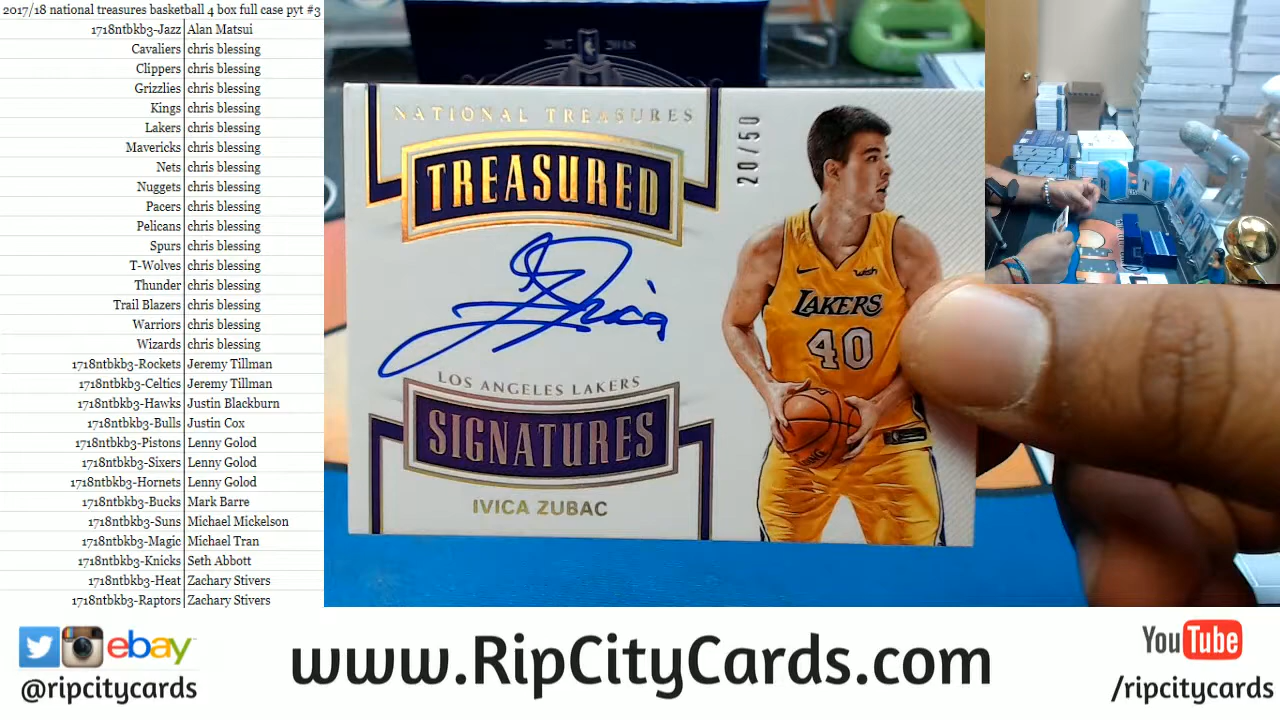 2017/18 national treasures basketball 4 box full case pyt #3
1718ntbkb3-Jazz Alan Matsui
Cavaliers chris blessing
Clippers chris blessing
Grizzlies chris blessing
Kings chris blessing
Lakers chris blessing
Mavericks chris blessing
Nets chris blessing
Nuggets chris blessing
Pacers chris blessing
Pelicans chris blessing
Spurs chris blessing
T-Wolves chris blessing
Thunder chris blessing
Trail Blazers chris blessing
Warriors chris blessing
Wizards chris blessing
1718ntbkb3-Rockets Jeremy Tillman
1718ntbkb3-Celtics Jeremy Tillman
1718ntbkb3-Hawks Justin Blackburn
1718ntbkb3-Bulls Justin Cox
1718ntbkb3-Pistons Lenny Golod
1718ntbkb3-Sixers Lenny Golod
1718ntbkb3-Hornets Lenny Golod
1718ntbkb3-Bucks Mark Barre
1718ntbkb3-Suns Michael Mickelson
1718ntbkb3-Magic Michael Tran
1718ntbkb3-Knicks Seth Abbott
1718ntbkb3-Heat Zachary Stivers
1718ntbkb3-Raptors Zachary Stivers
2017 2018
NATIONAL TREASURES
TREASURED
20/50
LOS ANGELES LAKERS
SIGNATURES
IVICA ZUBAC
wish
LAKERS
40
ebay
@ripcitycards
www.RipCityCards.com
YouTube
/ripcitycards